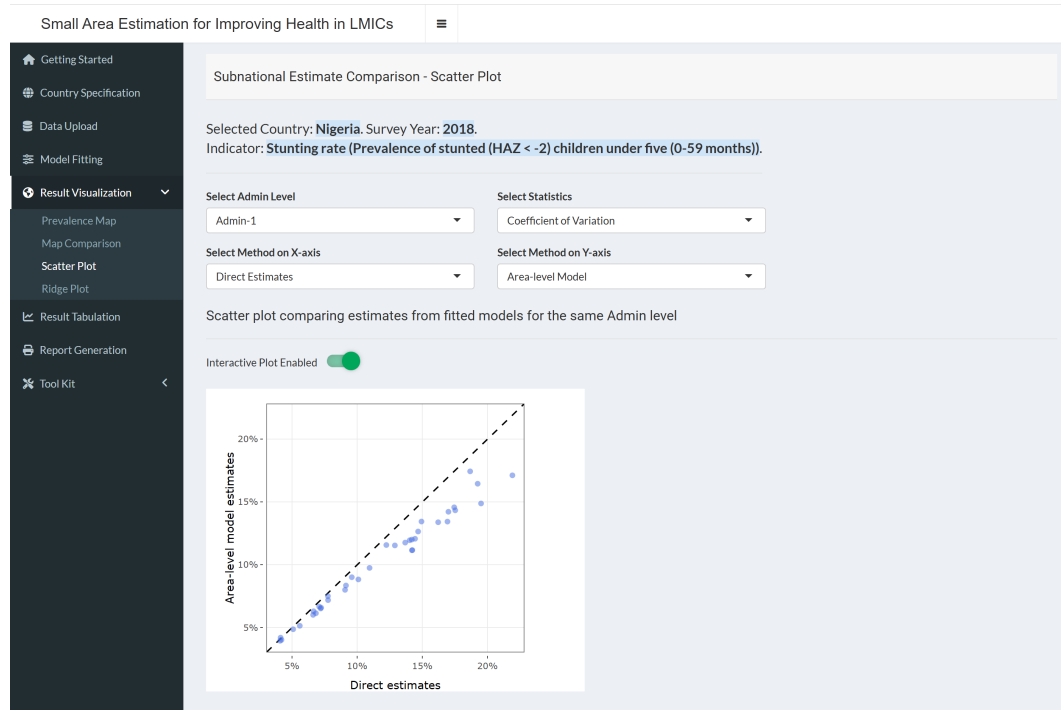 Small Area Estimation for Improving Health in LMICs
Getting Started
Country Specification
Data Upload
Model Fitting
Result Visualization
Prevalence Map
Map Comparison
Scatter Plot
Ridge Plot
Result Tabulation
Report Generation
Tool Kit
Subnational Estimate Comparison - Scatter Plot
Selected Country: Nigeria. Survey Year: 2018.
Indicator: Stunting rate (Prevalence of stunted (HAZ < -2) children under five (0-59 months)).
Select Admin Level
Select Statistics
Admin-1
Coefficient of Variation
Select Method on X-axis
Select Method on Y-axis
Direct Estimates
Area-level Model
Scatter plot comparing estimates from fitted models for the same Admin level
Interactive Plot Enabled
20%
15%
10%
5%
Area-level model estimates
5% 10% 15% 20%
Direct estimates